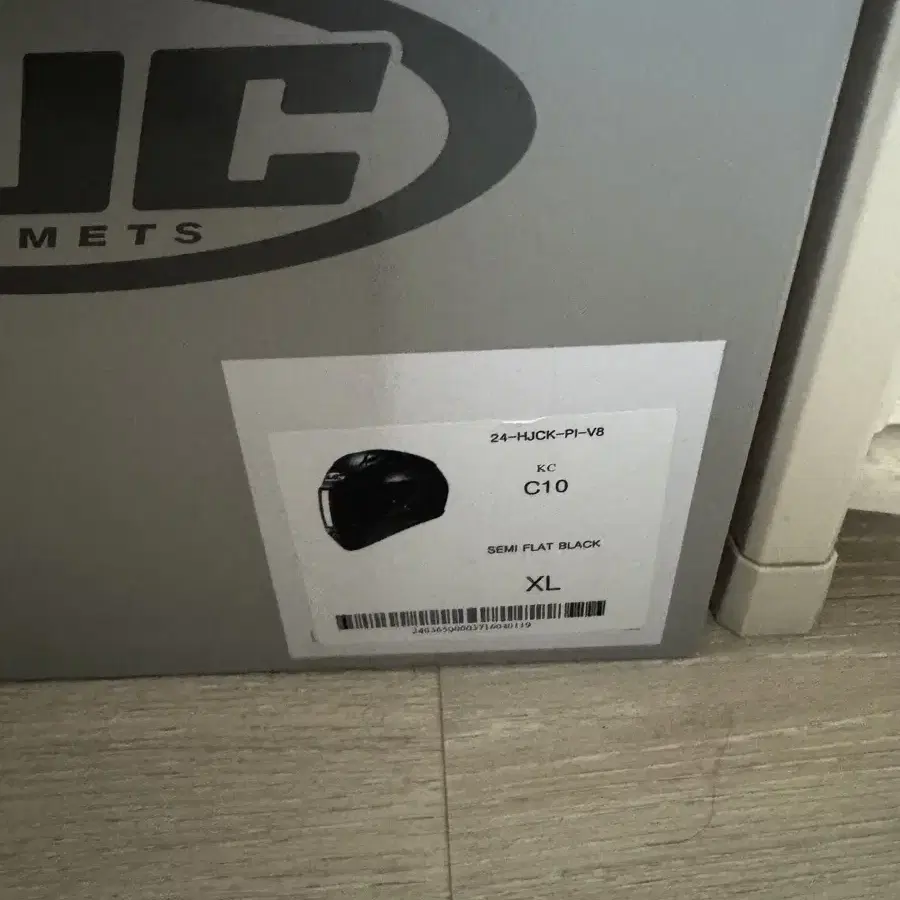 JC
METS
24-HJCK-PI-V8
KC
C10
SEMI FLAT BLACK
XL